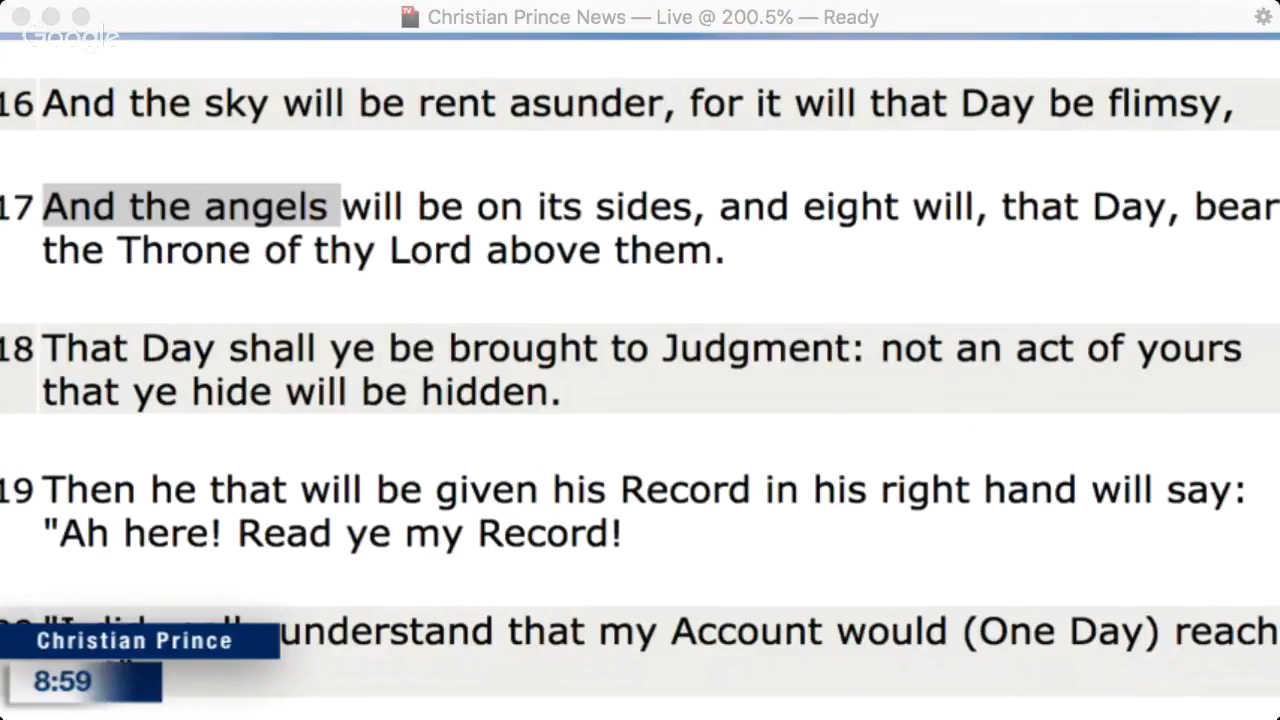 Christian Prince News — Live @ 200.5% — Ready
Google
16 And the sky will be rent asunder, for it will that Day be flimsy,
17 And the angels will be on its sides, and eight will, that Day, bear
the Throne of thy Lord above them.
18 That Day shall ye be brought to Judgment: not an act of yours
that ye hide will be hidden.
19 Then he that will be given his Record in his right hand will say:
"Ah here! Read ye my Record!
understand that my Account would (One Day) reach
Christian Prince
8:59